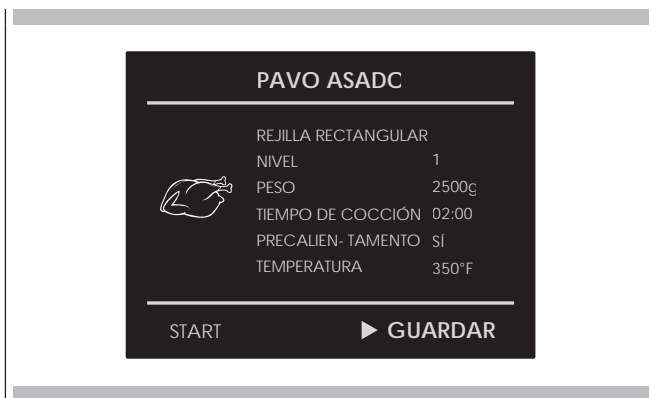 PAVO ASADO
REJILLA RECTANGULAR
NIVEL 1
PESO 2500g
TIEMPO DE COCCIÓN 02:00
PRECALIEN- TAMENTO SÍ
TEMPERATURA 350°F
START ▶ GUARDAR